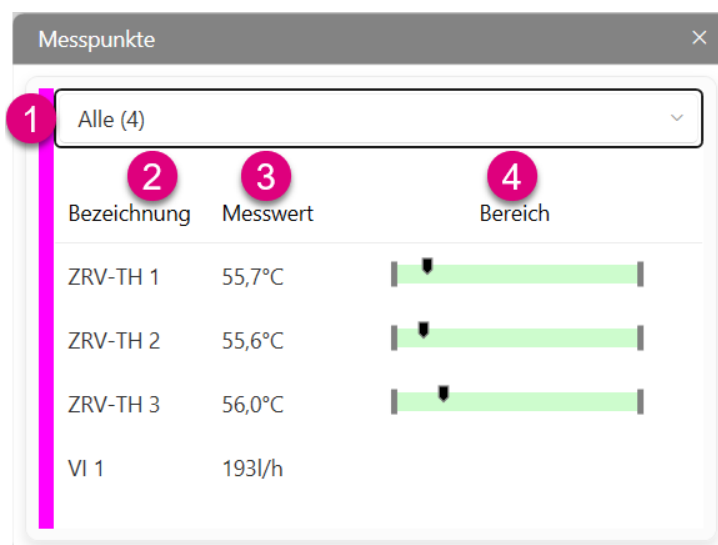 Messpunkte
1
Alle (4)
2 3 4
Bezeichnung Messwert Bereich
ZRV-TH 1 55,7°C
ZRV-TH 2 55,6°C
ZRV-TH 3 56,0°C
VI 1 193l/h